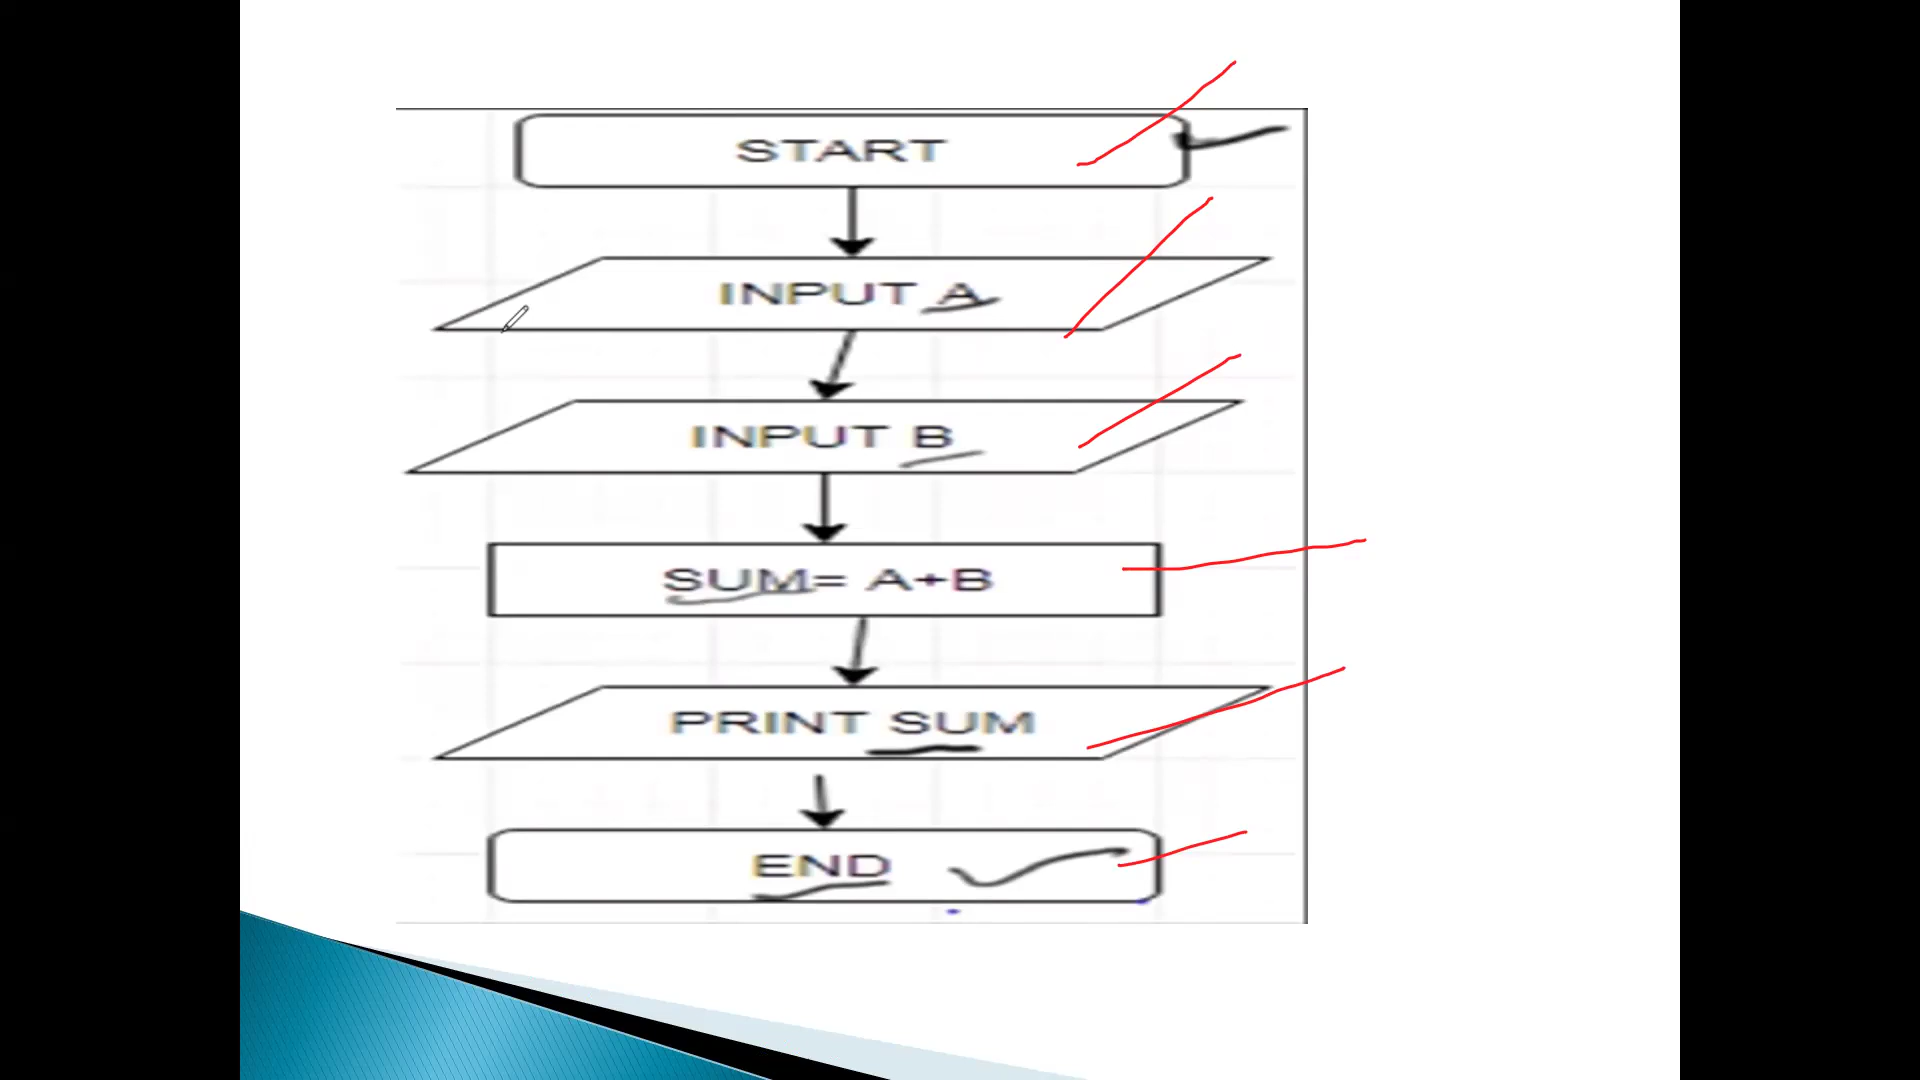 START
INPUT A
INPUT B
SUM= A+B
PRINT SUM
END